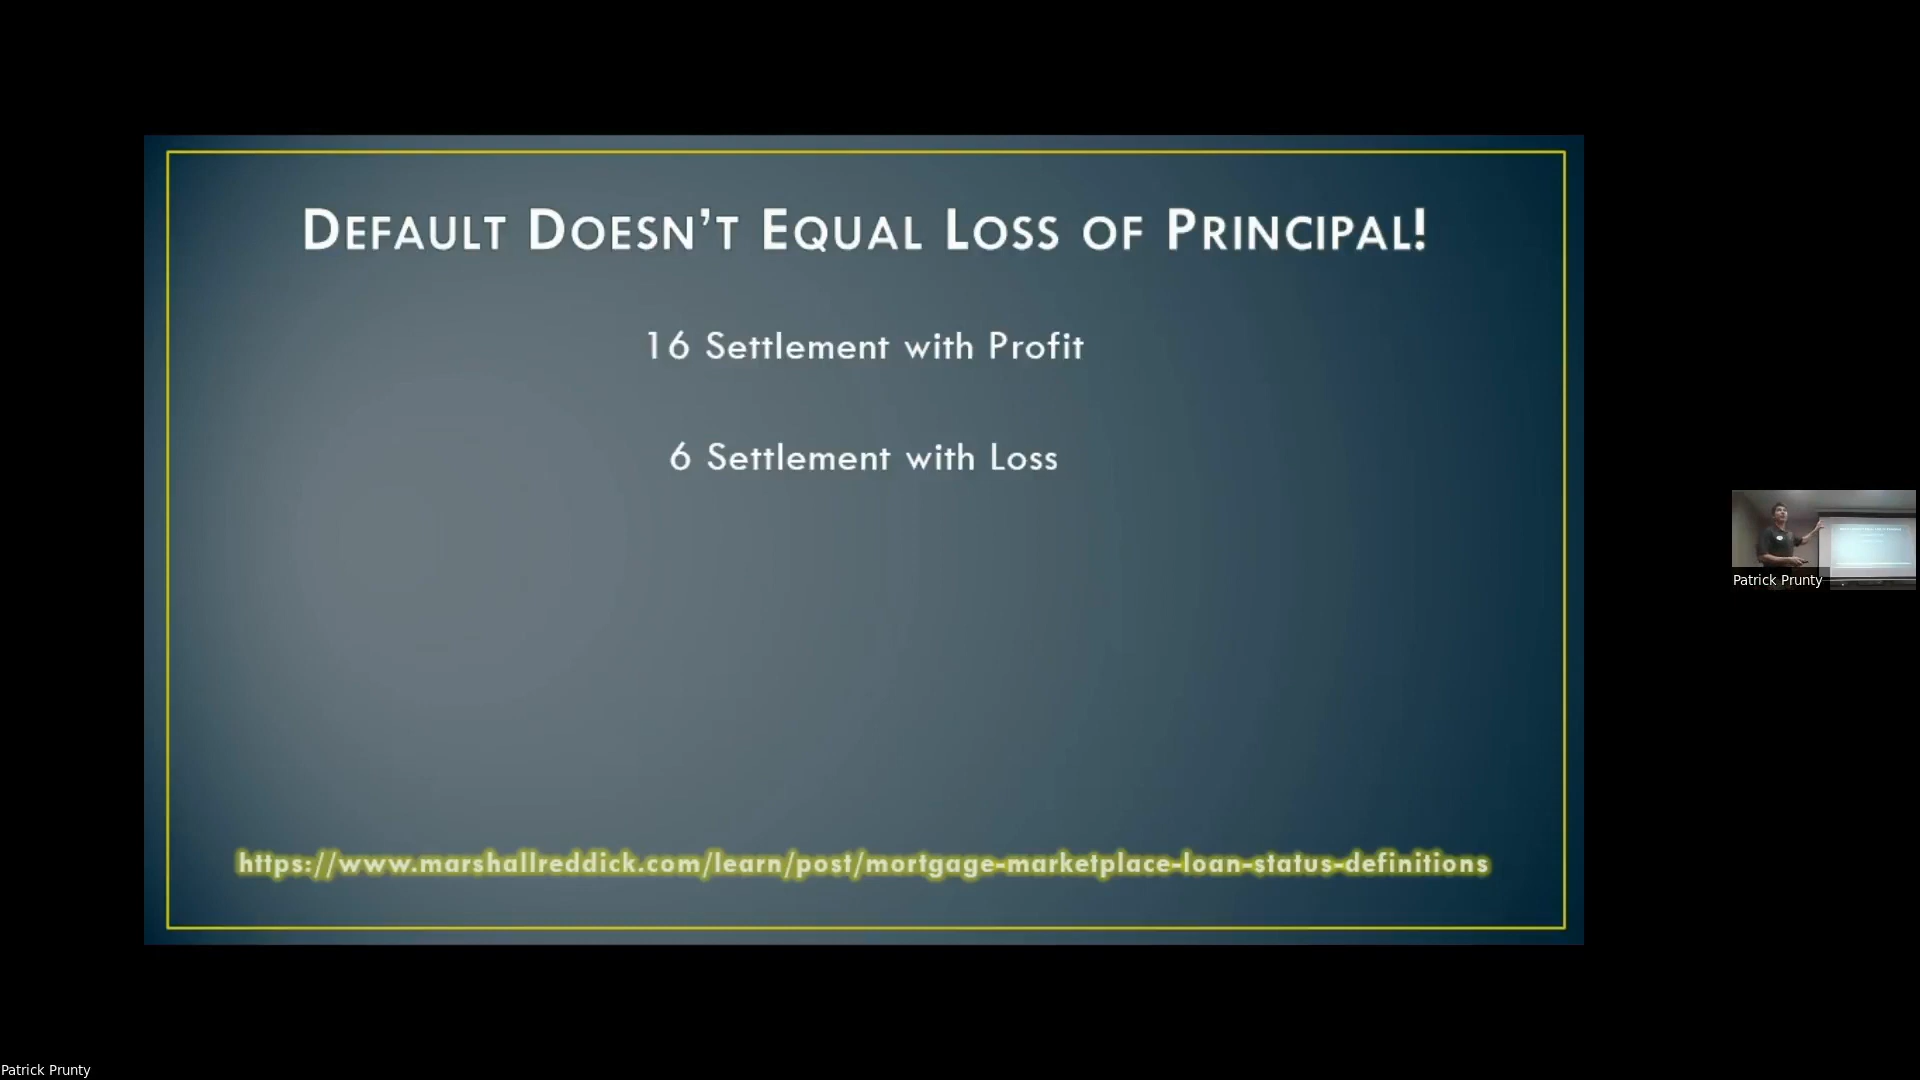 Default Doesn't Equal Loss of Principal!
16 Settlement with Profit
6 Settlement with Loss
https://www.marshallreddick.com/learn/post/mortgage-marketplace-loan-status-definitions
Patrick Prunty
Patrick Prunty